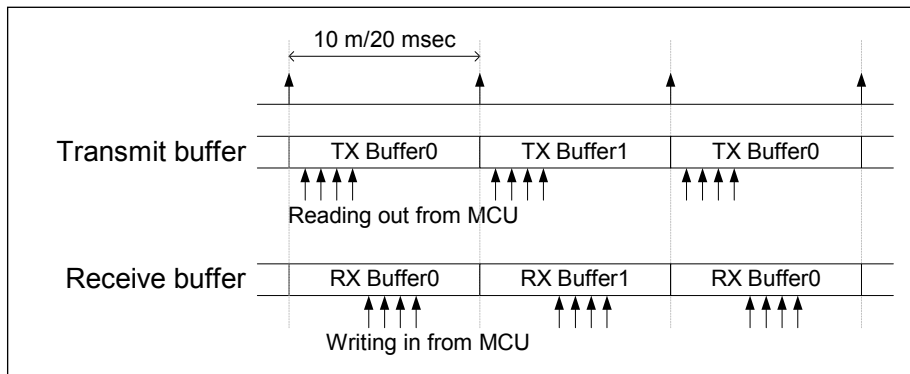 10 m/20 msec
Transmit buffer TX Buffer0 TX Buffer1 TX Buffer0
Reading out from MCU
Receive buffer RX Buffer0 RX Buffer1 RX Buffer0
Writing in from MCU